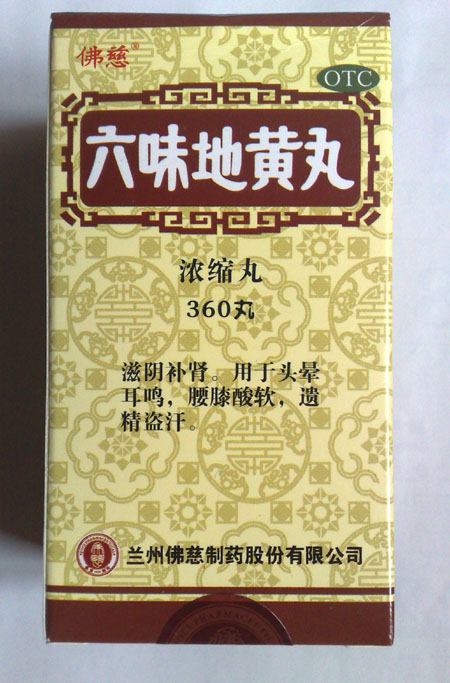 佛慈®
OTC
六味地黄丸
浓缩丸
360丸
滋阴补肾。用于头晕
耳鸣，腰膝酸软，遗
精盗汗。
兰州佛慈制药股份有限公司